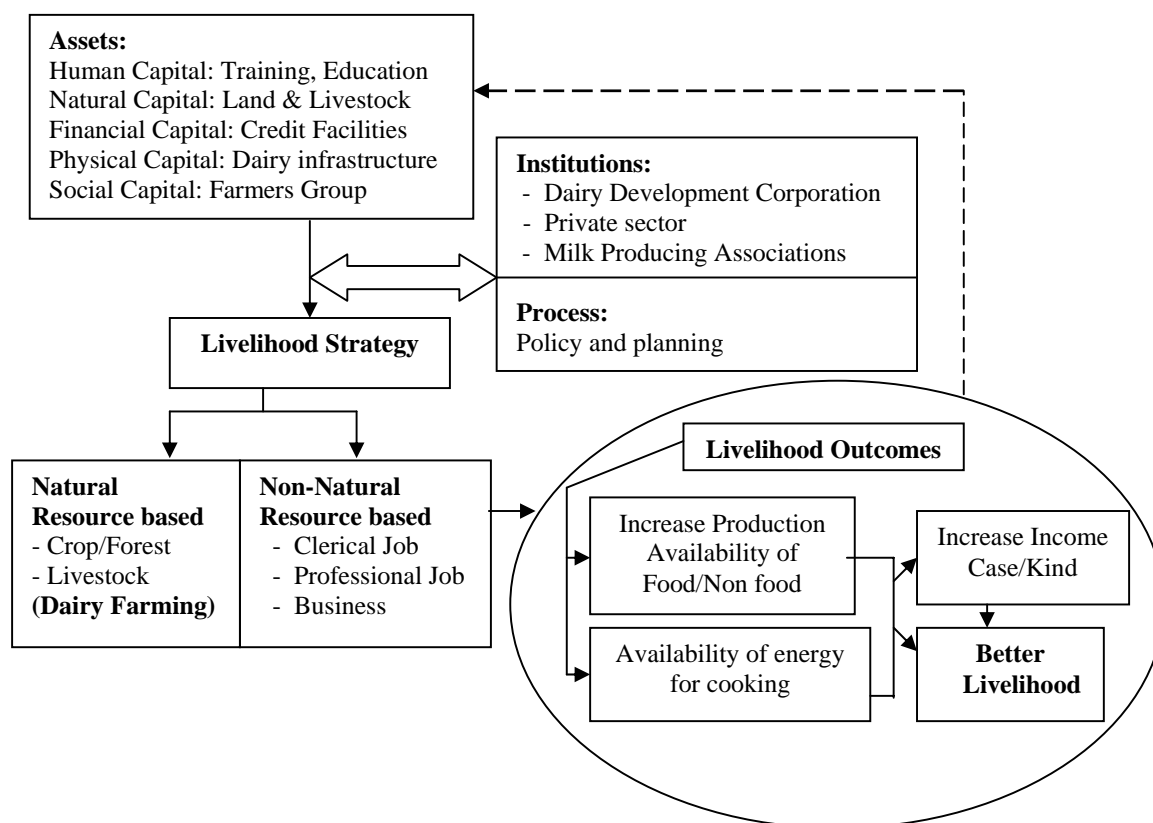 Assets:
Human Capital: Training, Education
Natural Capital: Land & Livestock
Financial Capital: Credit Facilities
Physical Capital: Dairy infrastructure
Social Capital: Farmers Group
Institutions:
- Dairy Development Corporation
- Private sector
- Milk Producing Associations
Process:
Policy and planning
Livelihood Strategy
Natural
Resource based
- Crop/Forest
- Livestock
(Dairy Farming)
Non-Natural
Resource based
- Clerical Job
- Professional Job
- Business
Livelihood Outcomes
Increase Production
Availability of
Food/Non food
Availability of energy
for cooking
Increase Income
Case/Kind
Better
Livelihood